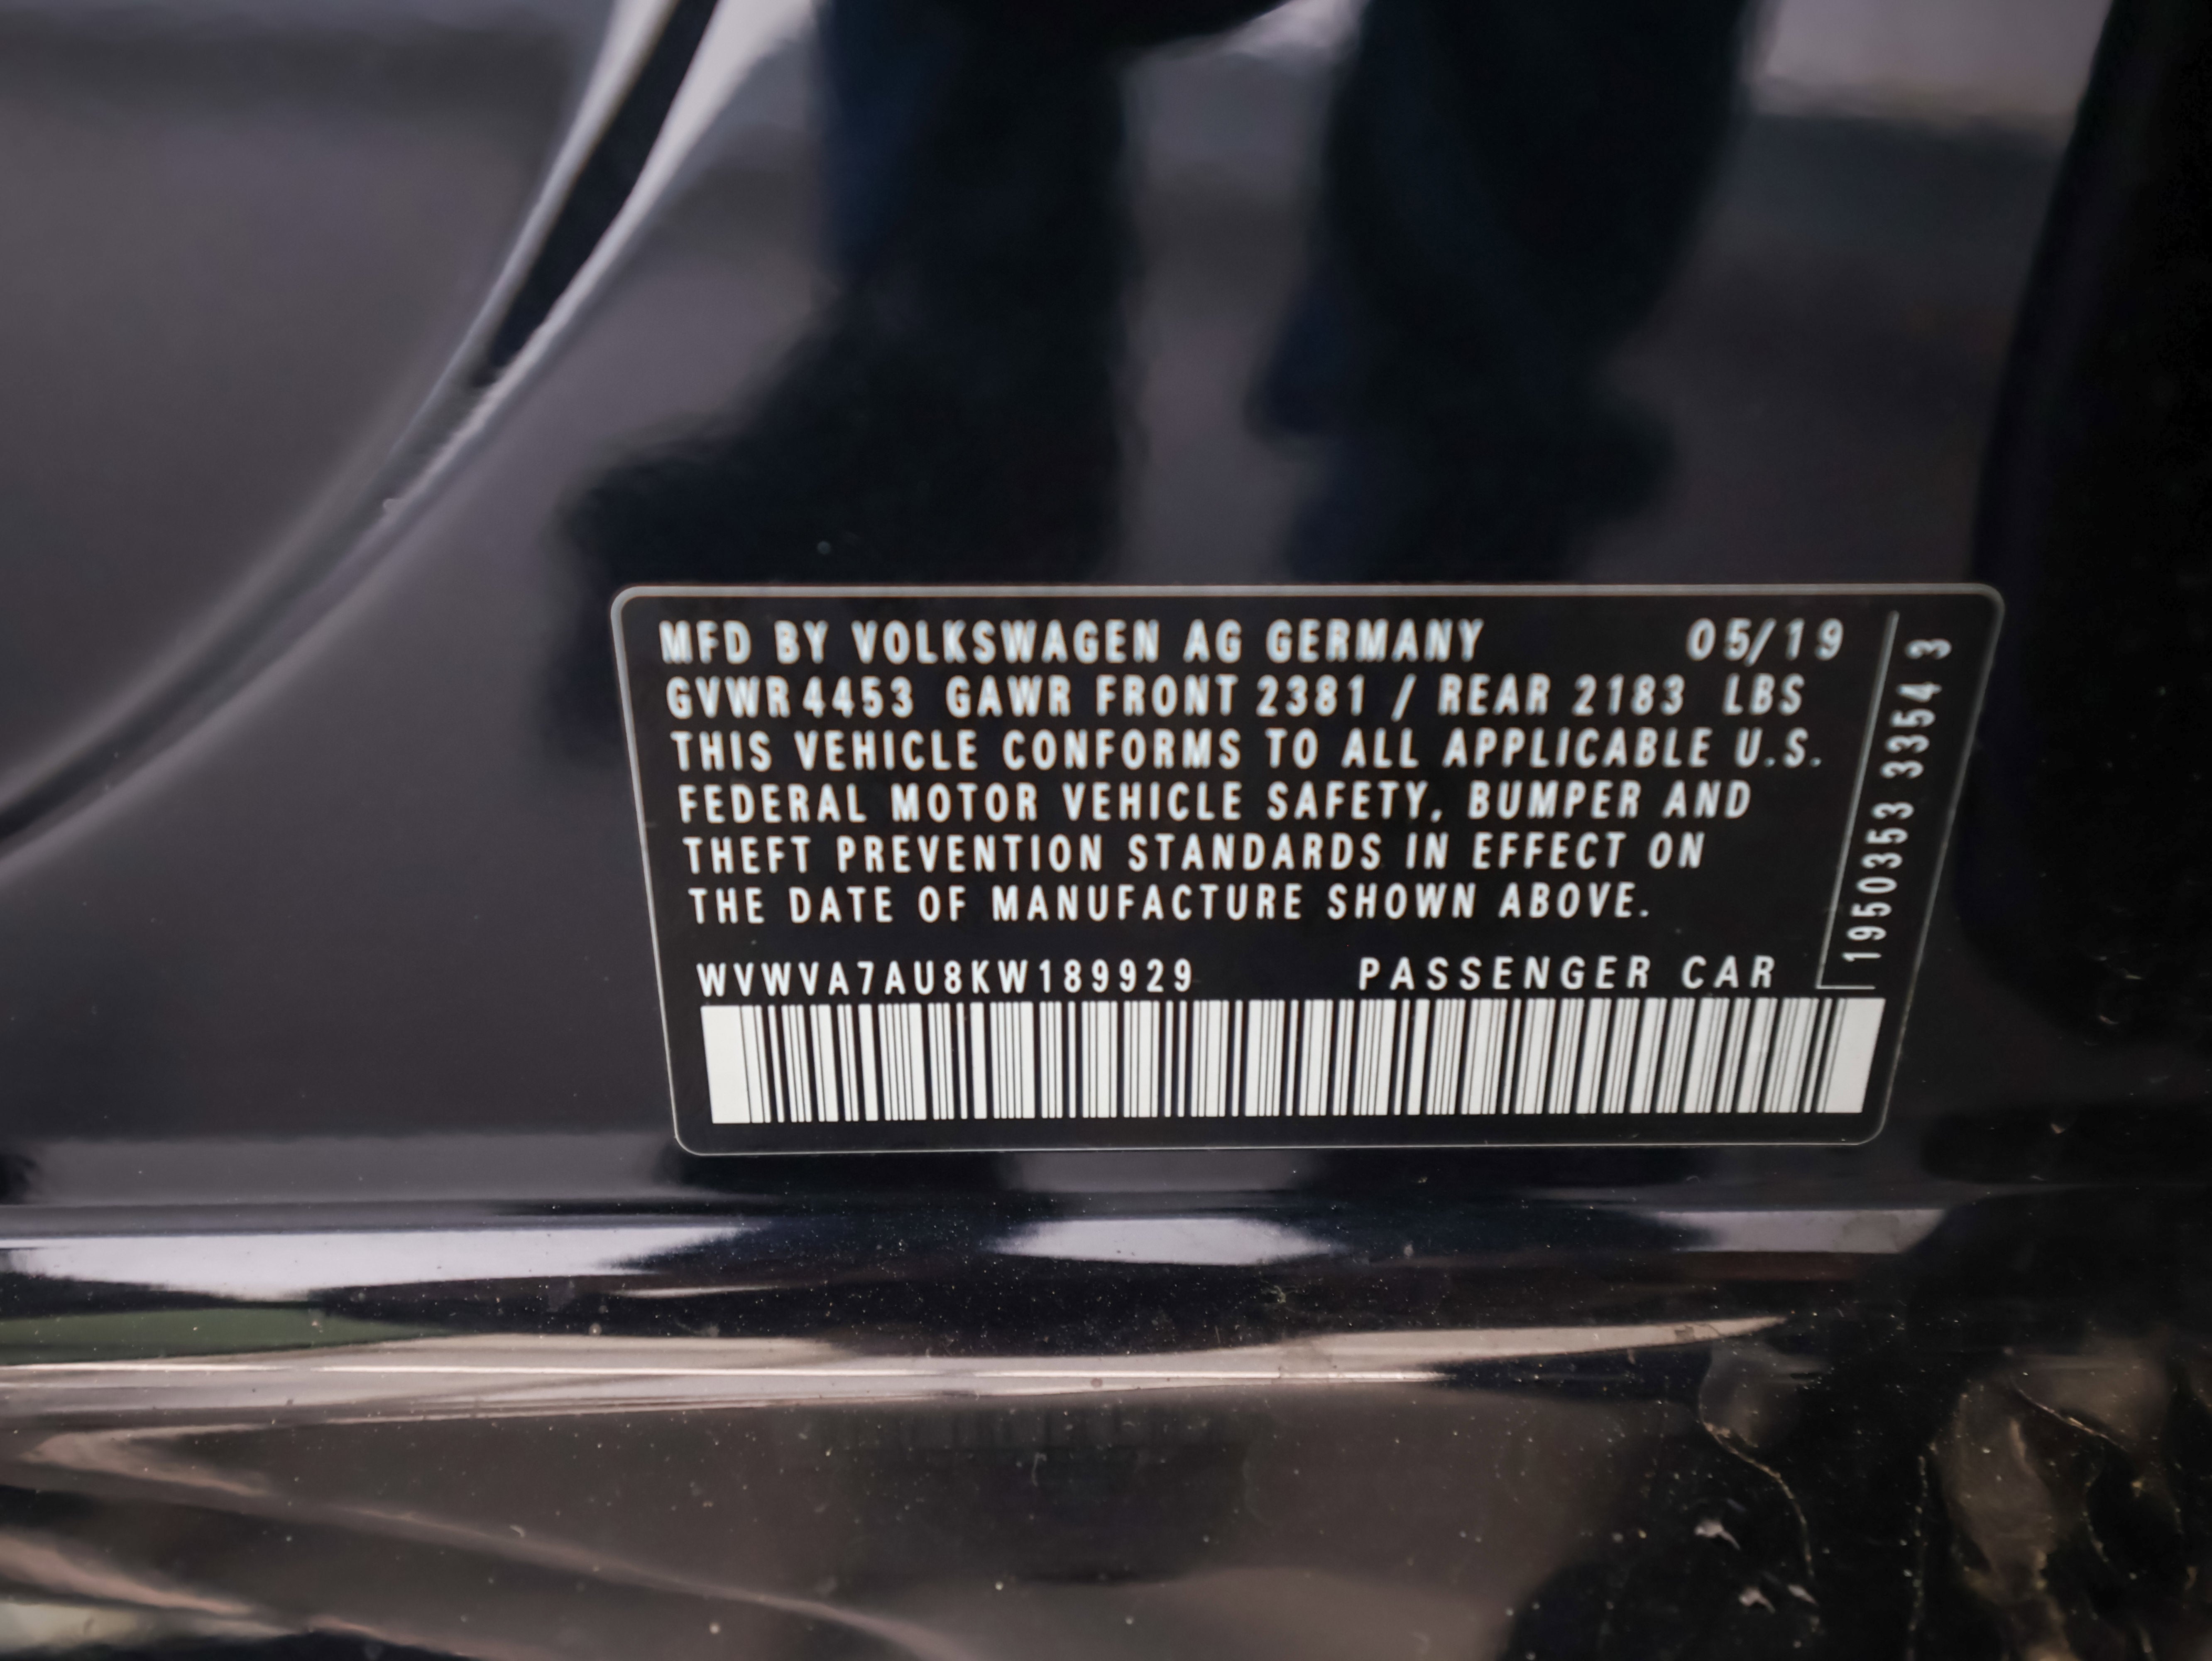 MFD BY VOLKSWAGEN AG GERMANY 05/19
GVWR 4453 GAWR FRONT 2381 / REAR 2183 LBS
THIS VEHICLE CONFORMS TO ALL APPLICABLE U.S.
FEDERAL MOTOR VEHICLE SAFETY, BUMPER AND
THEFT PREVENTION STANDARDS IN EFFECT ON
THE DATE OF MANUFACTURE SHOWN ABOVE.
WVWVA7AU8KW189929 PASSENGER CAR
1950353 3354 3